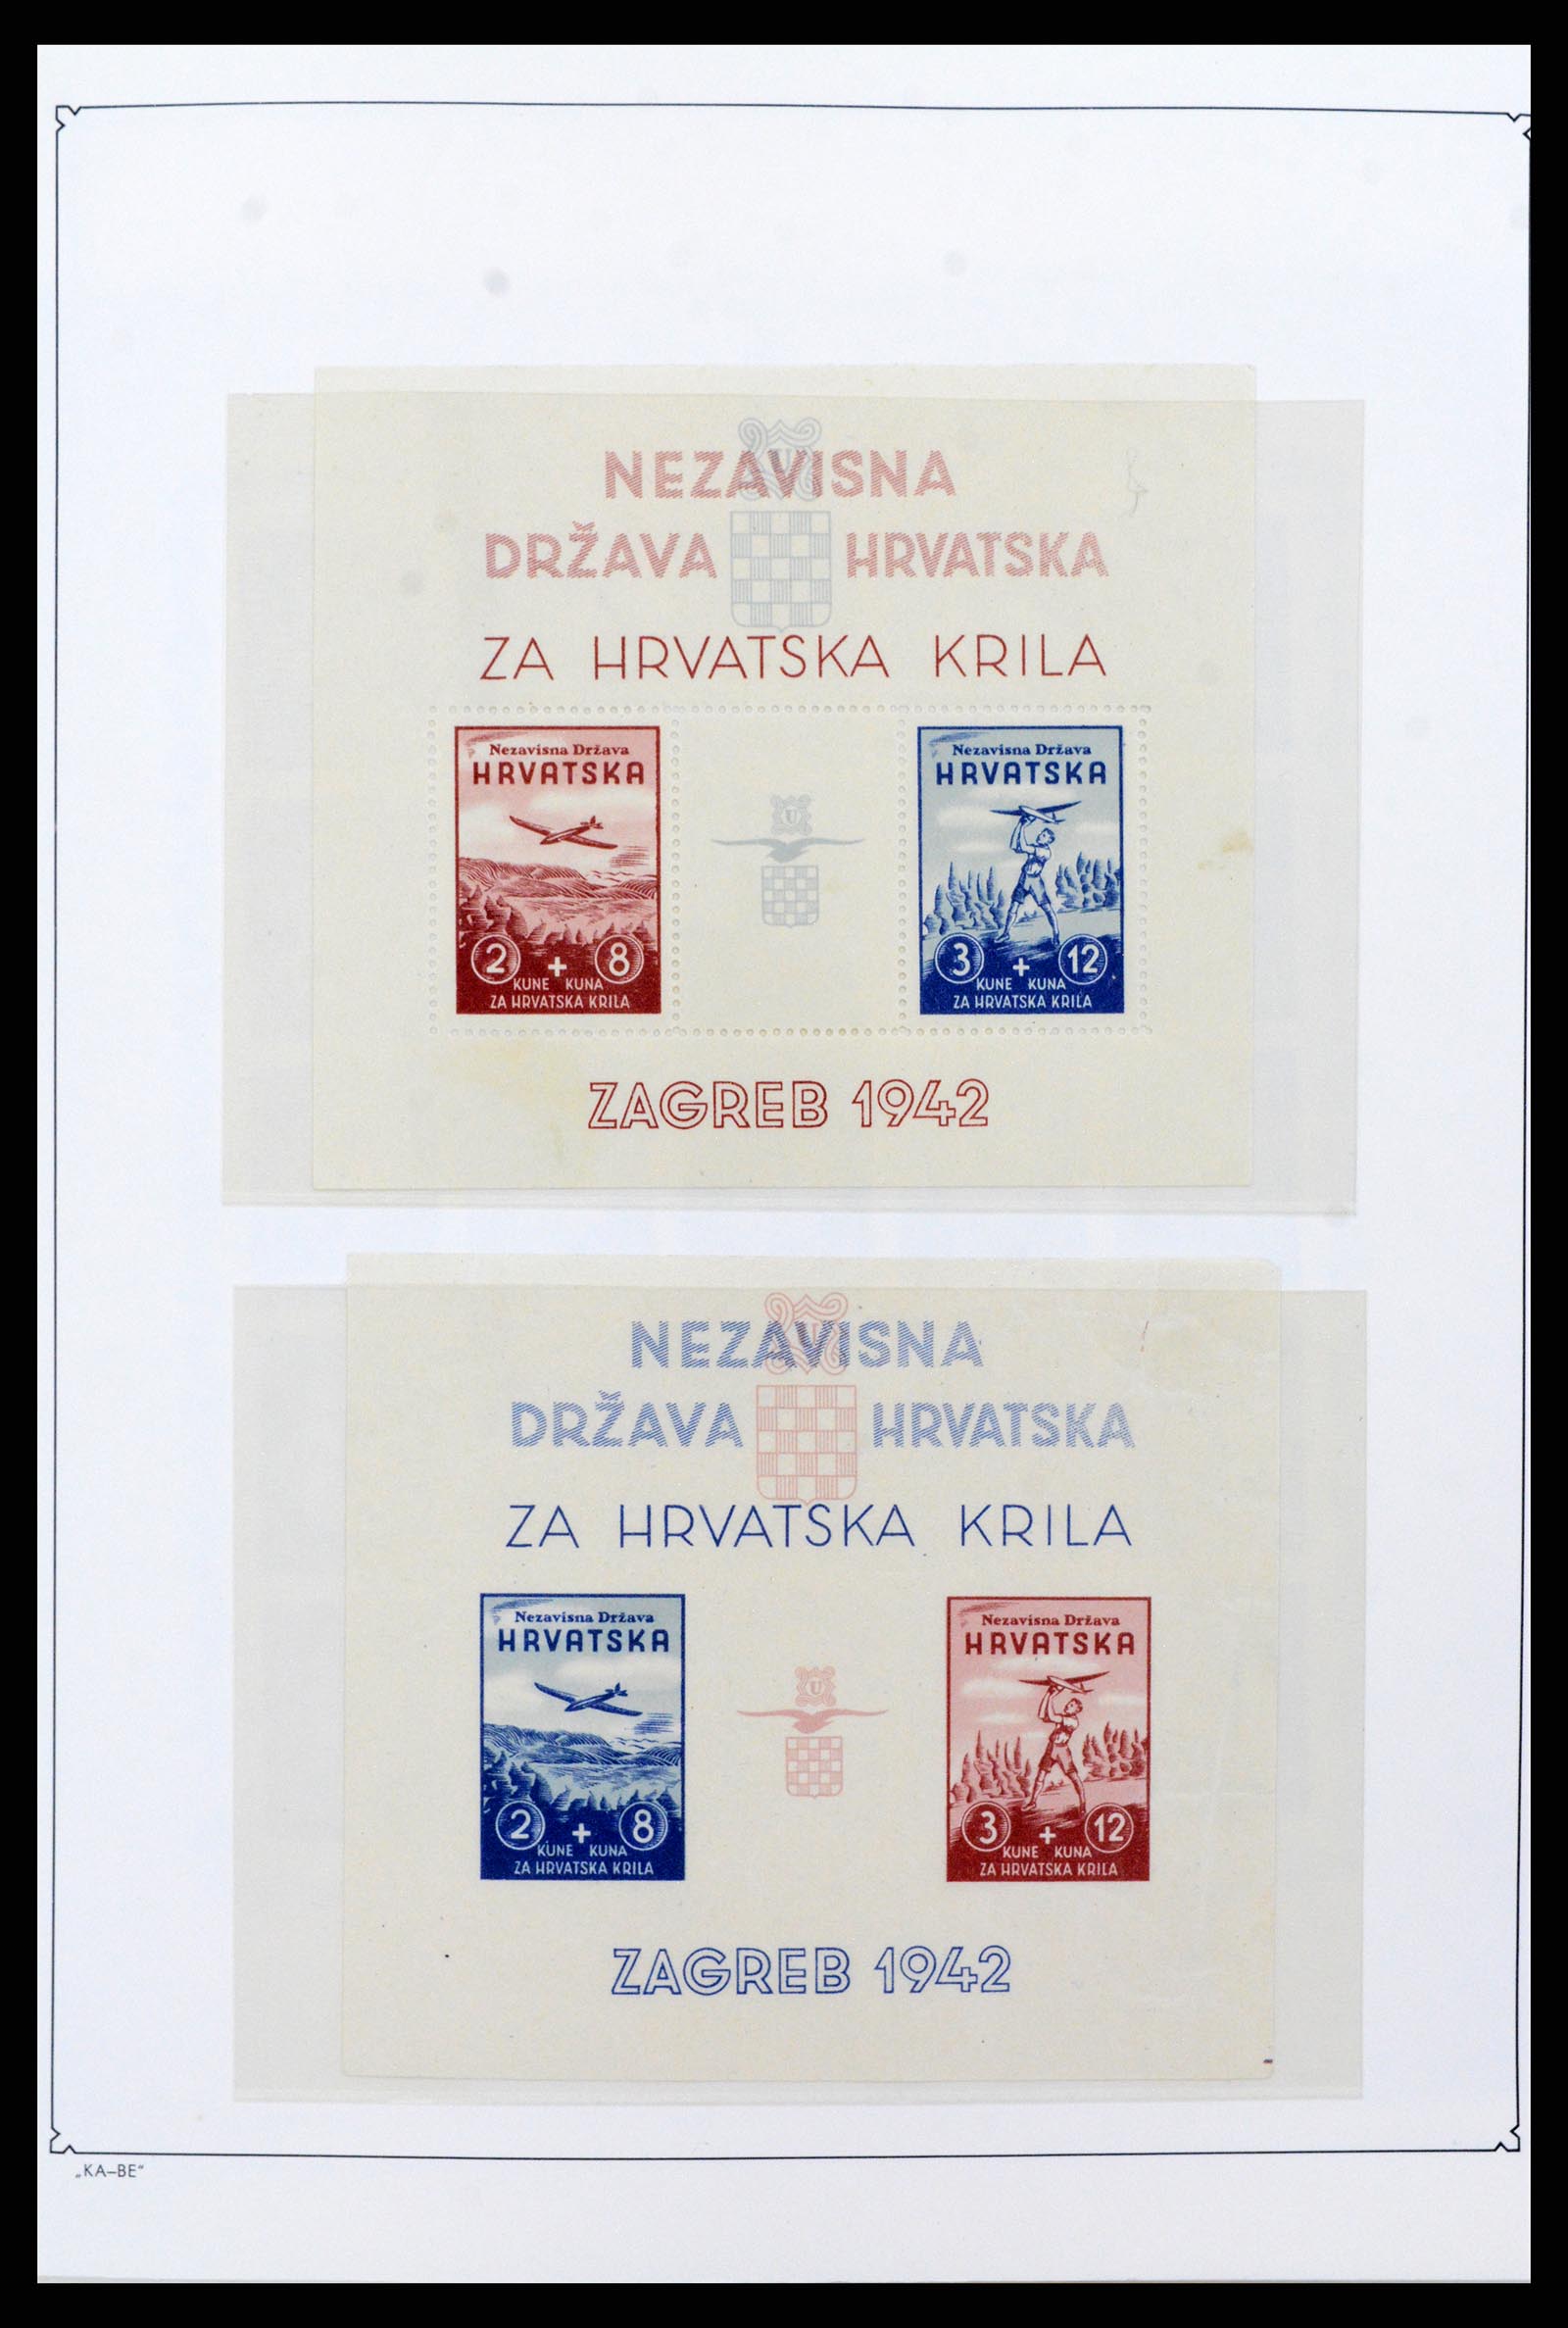 U
NEZAVISNA
DRŽAVA HRVATSKA
ZA HRVATSKA KRILA
Nezavisna Država
HRVATSKA
2 + 8
KUNE KUNA
ZA HRVATSKA KRILA
U
Nezavisna Država
HRVATSKA
3 + 12
KUNE KUNA
ZA HRVATSKA KRILA
ZAGREB 1942
U
NEZAVISNA
DRŽAVA HRVATSKA
ZA HRVATSKA KRILA
Nezavisna Država
HRVATSKA
2 + 8
KUNE KUNA
ZA HRVATSKA KRILA
U
Nezavisna Država
HRVATSKA
3 + 12
KUNE KUNA
ZA HRVATSKA KRILA
ZAGREB 1942
„KA–BE“